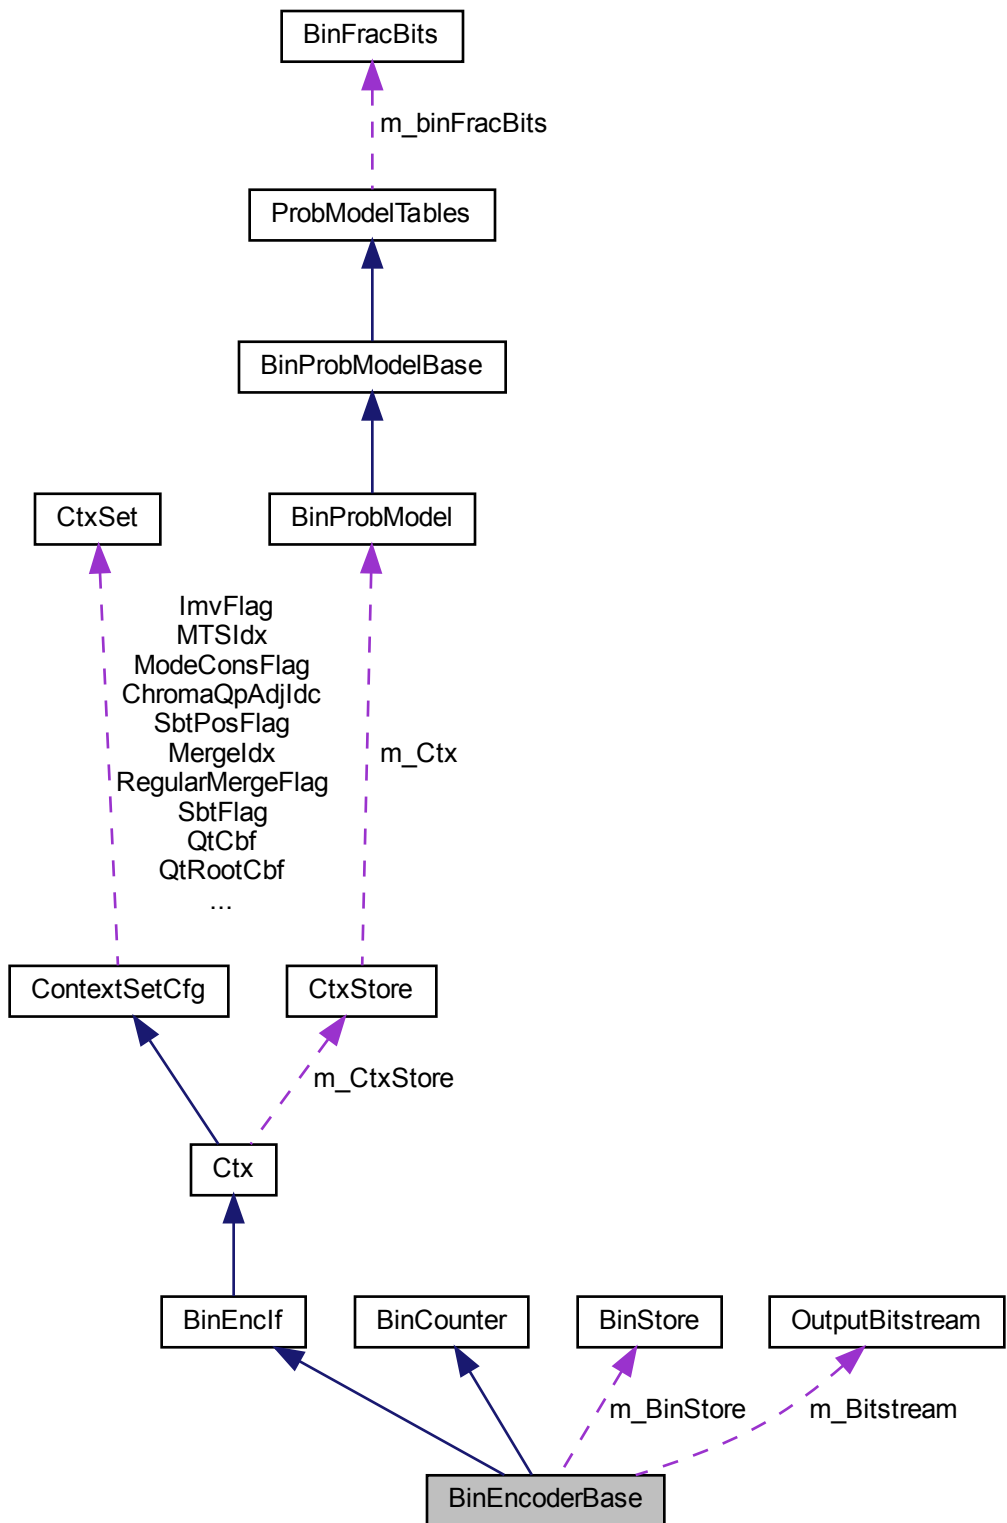 BinFracBits
m_binFracBits
ProbModelTables
BinProbModelBase
CtxSet
BinProbModel
ImvFlag
MTSIdx
ModeConsFlag
ChromaQpAdjIdc
SbtPosFlag
MergeIdx
RegularMergeFlag
SbtFlag
QtCbf
QtRootCbf
...
m_Ctx
ContextSetCfg
CtxStore
m_CtxStore
Ctx
BinEncIf
BinCounter
BinStore
OutputBitstream
m_BinStore
m_Bitstream
BinEncoderBase